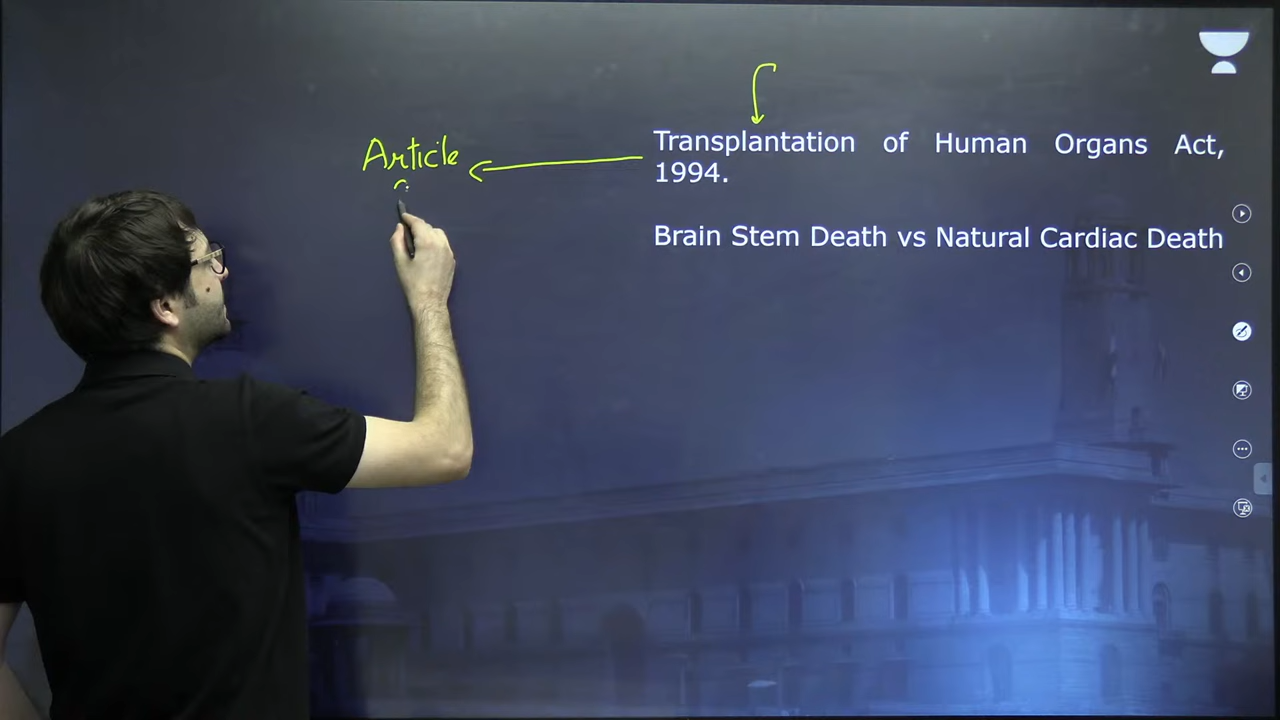 Article
Transplantation of Human Organs Act,
1994.
Brain Stem Death vs Natural Cardiac Death